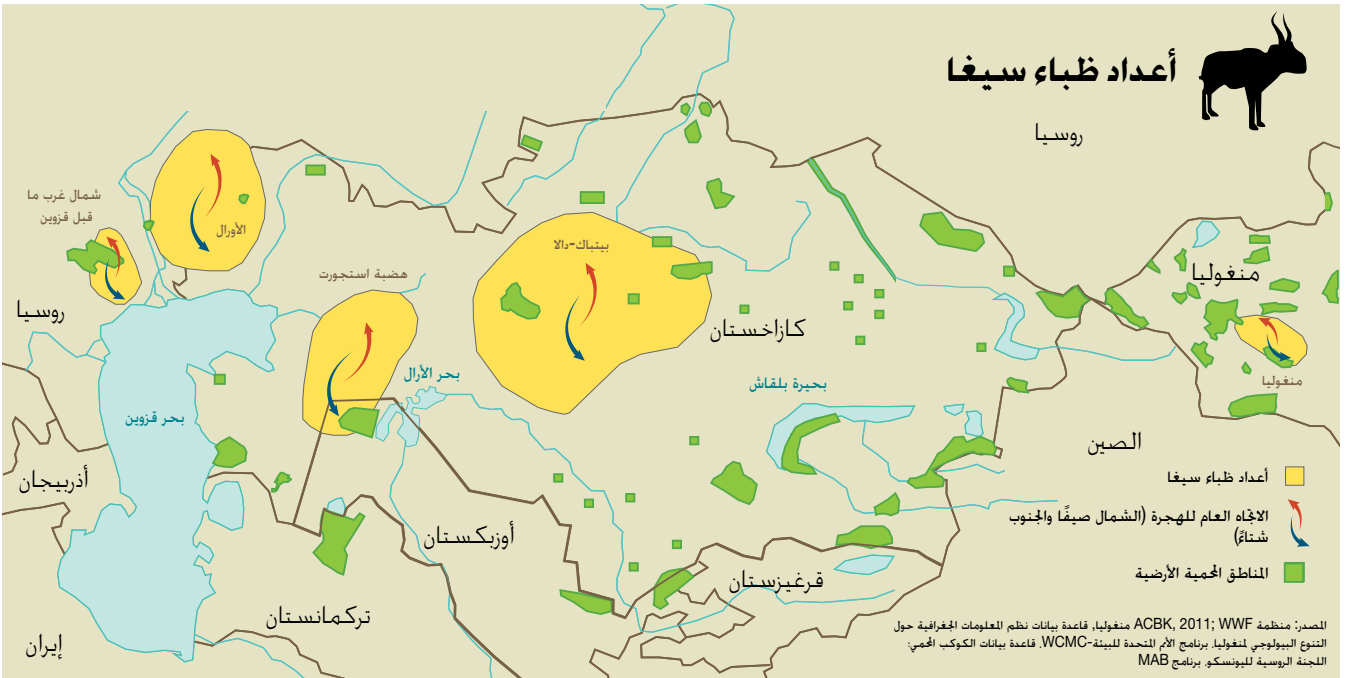 أعداد ظباء سيغا
روسيا
شمال غرب ما
قبل قزوين
الأورال
بيتباك-دالا
هضبة استجورت
منغوليا
روسيا
كازاخستان
بحر الأرال
بحيرة بلقاش
منغوليا
بحر قزوين
الصين
أذربيجان
أوزبكستان
قرغيزستان
تركمانستان
إيران
أعداد ظباء سيغا
الاتجاه العام للهجرة (الشمال صيفًا والجنوب
شتاءً)
المناطق المحمية الأرضية
المصدر: منظمة ACBK, 2011; WWF منغوليا، قاعدة بيانات نظم المعلومات الجغرافية حول
التنوع البيولوجي لمنغوليا. برنامج الأمم المتحدة للبيئة-WCMC، قاعدة بيانات الكوكب المحمي:
اللجنة الروسية لليونسكو. برنامج MAB